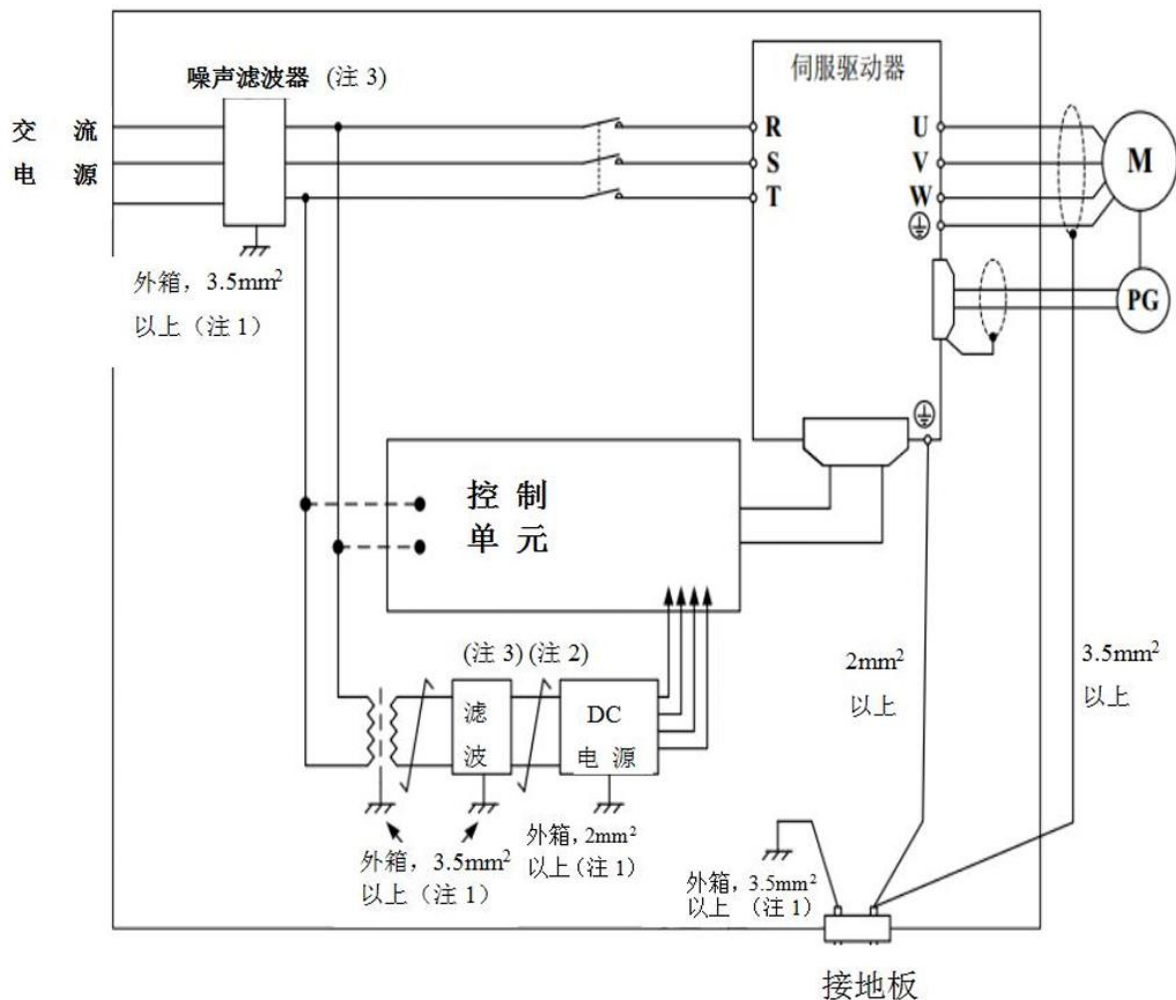 噪声滤波器 (注 3)
伺服驱动器
交 流
电 源
R
S
T
U
V
W
M
PG
外箱，3.5mm²
以上（注 1）
控 制
单 元
(注 3) (注 2)
滤
波
DC
电 源
2mm²
以上
3.5mm²
以上
外箱，3.5mm²
以上（注 1）
外箱，2mm²
以上（注 1）
外箱，3.5mm²
以上 （注 1）
接地板